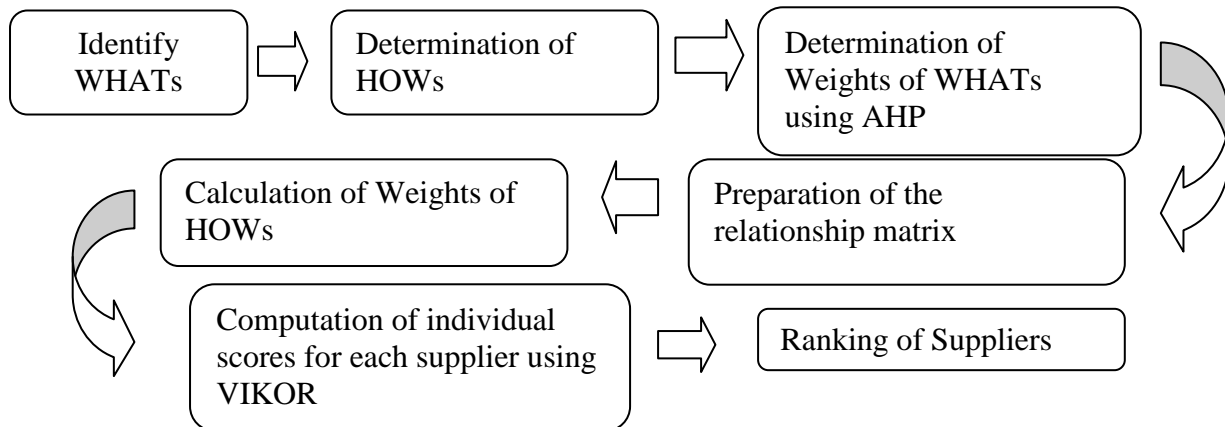 Identify
WHATs
Determination of
HOWs
Determination of
Weights of WHATs
using AHP
Preparation of the
relationship matrix
Calculation of Weights of
HOWs
Computation of individual
scores for each supplier using
VIKOR
Ranking of Suppliers